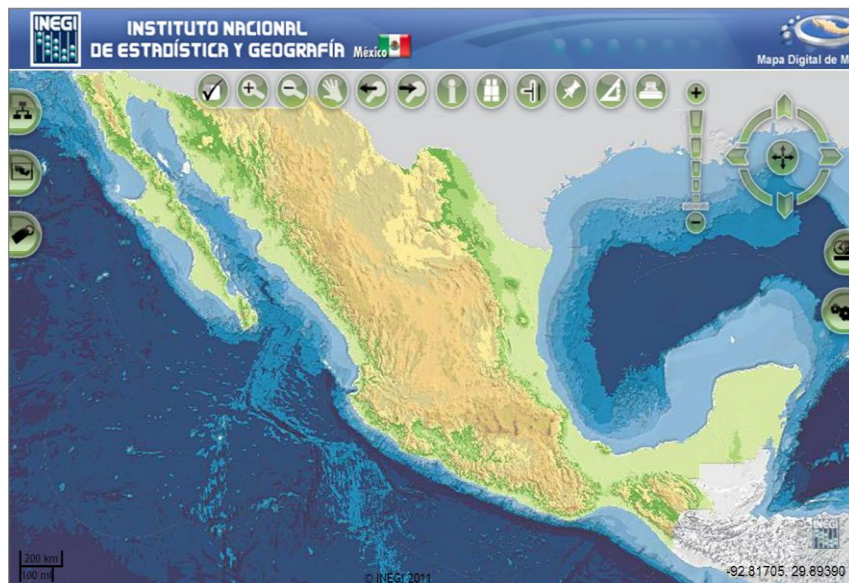 INEGI
INSTITUTO NACIONAL
DE ESTADÍSTICA Y GEOGRAFÍA México
Mapa Digital de M
200 km
100 mi
© INEGI 2011
INEGI
-92.81705, 29.89390